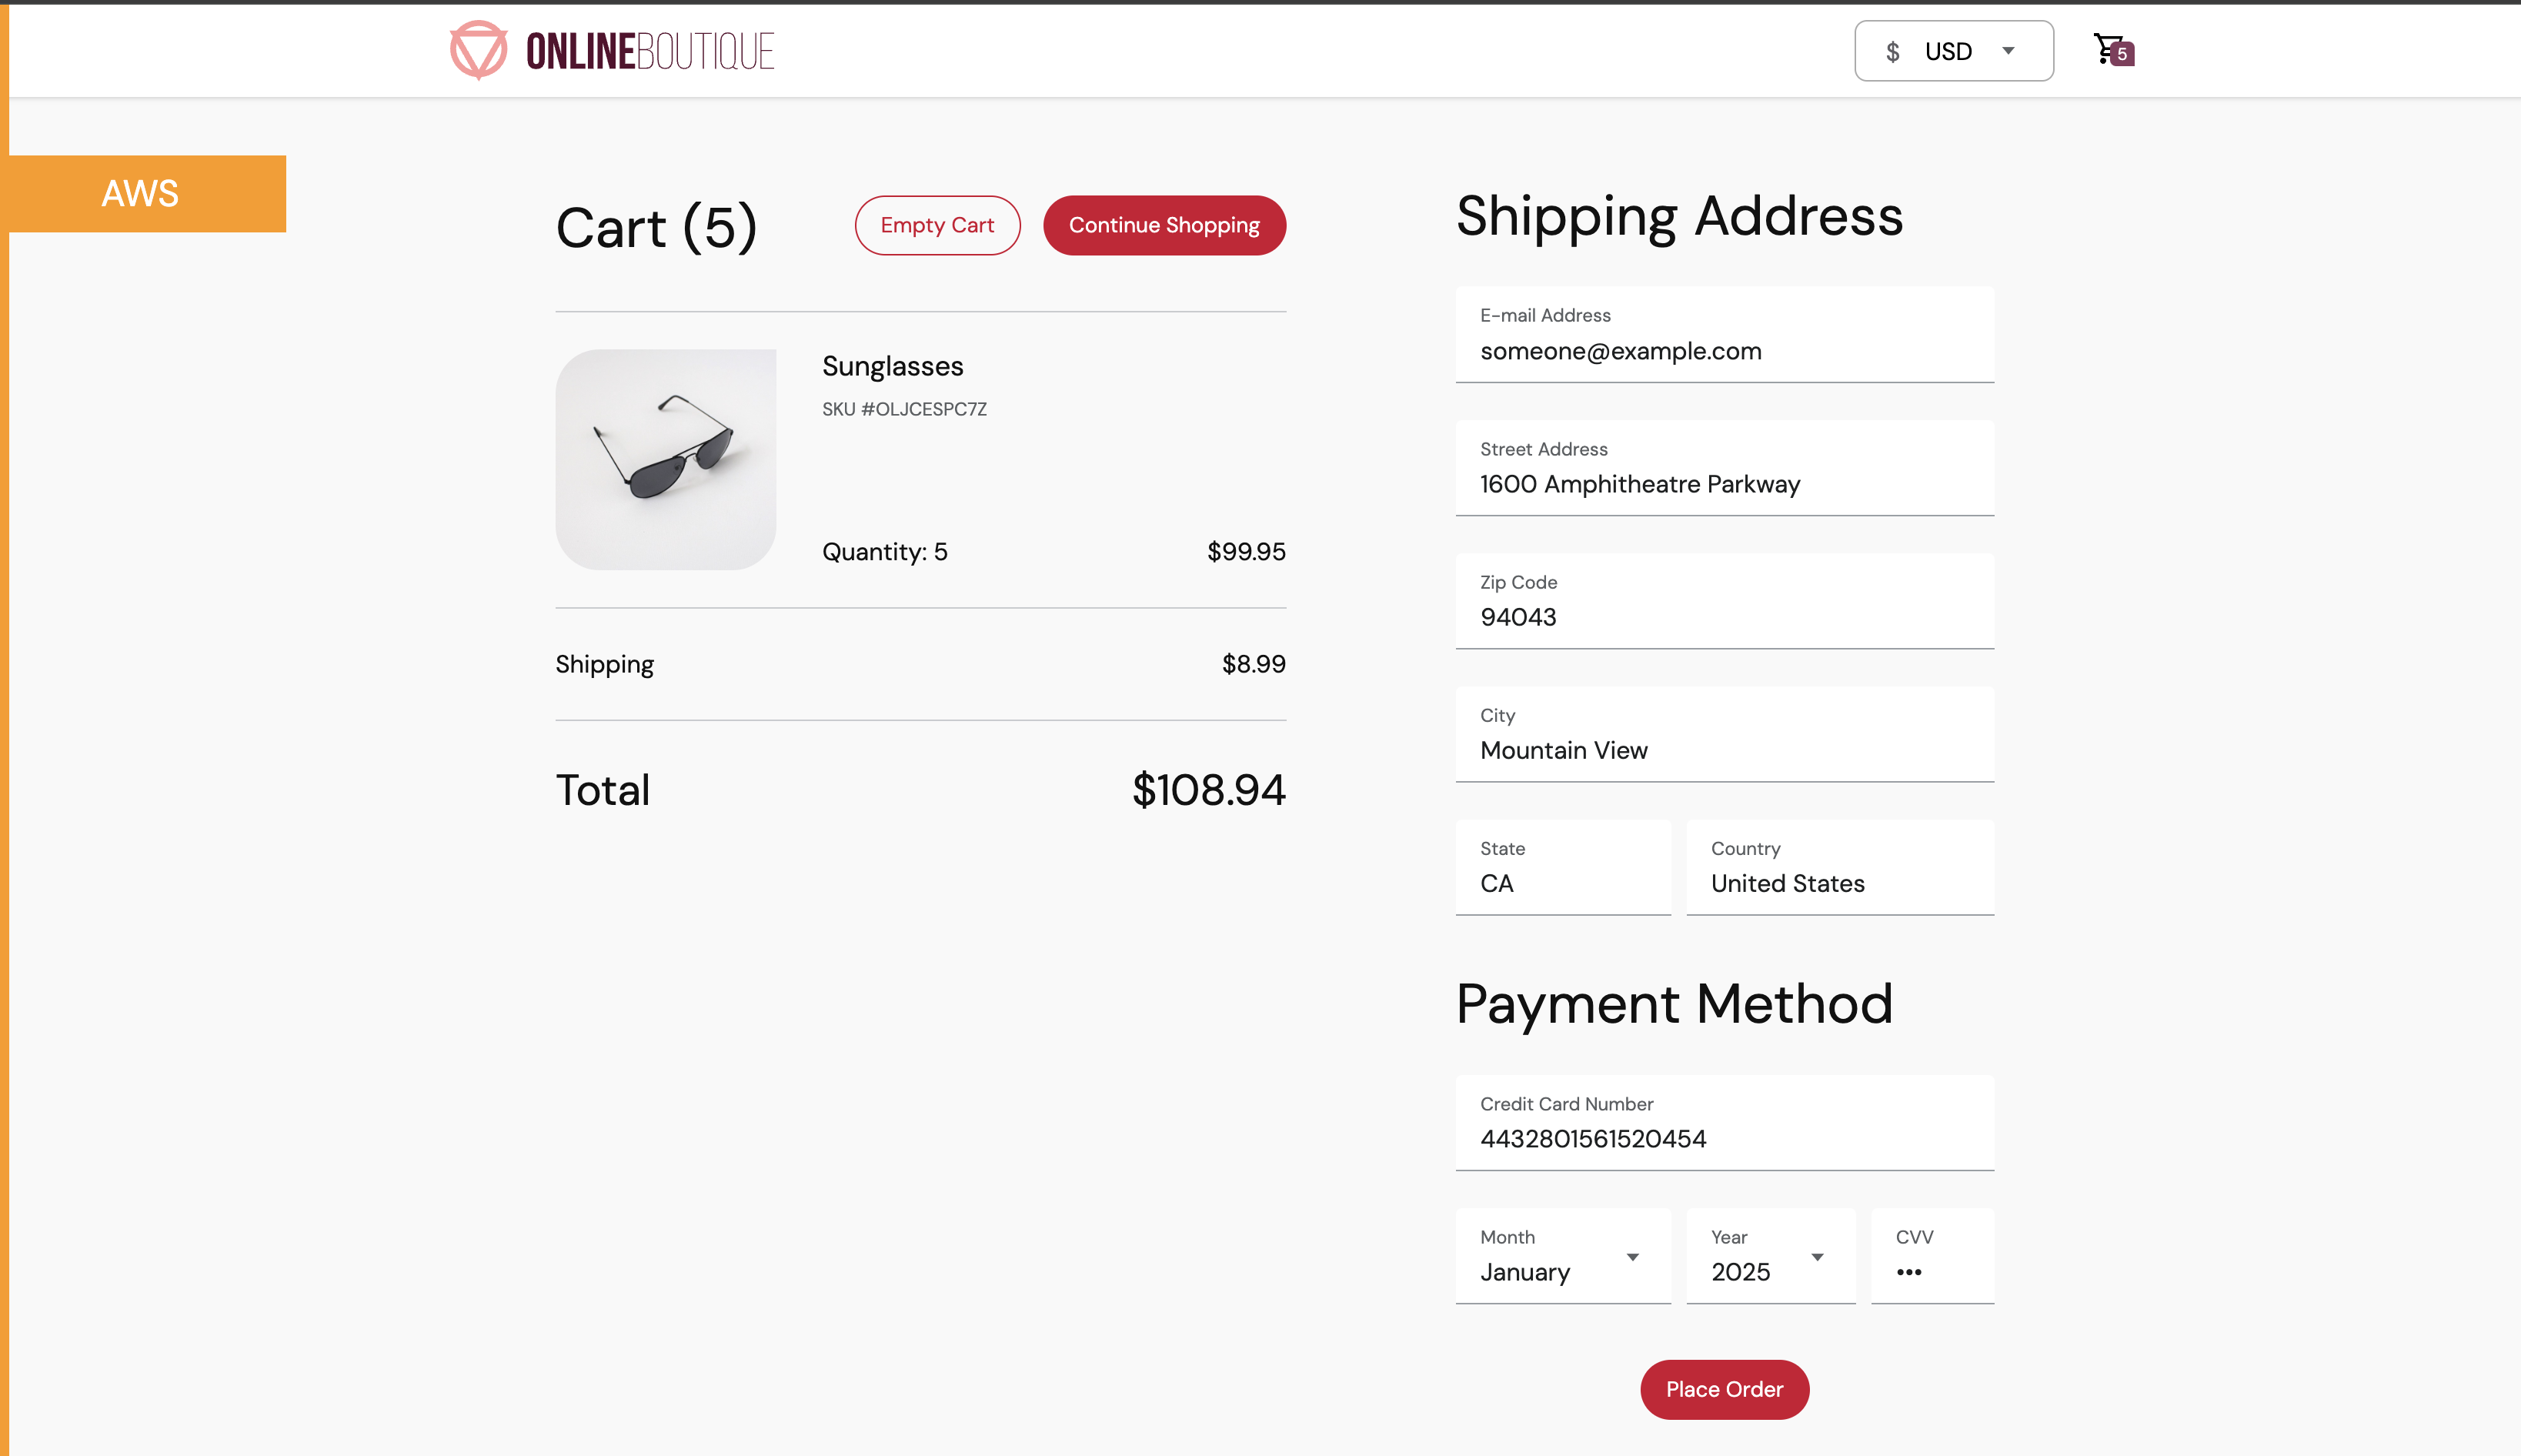 ONLINEBOUTIQUE
$ USD
5
AWS
Cart (5)
Empty Cart
Continue Shopping
Sunglasses
SKU #OLJCESPC7Z
Quantity: 5
$99.95
Shipping
$8.99
Total
$108.94
Shipping Address
E-mail Address
someone@example.com
Street Address
1600 Amphitheatre Parkway
Zip Code
94043
City
Mountain View
State
CA
Country
United States
Payment Method
Credit Card Number
4432801561520454
Month
January
Year
2025
CVV
•••
Place Order